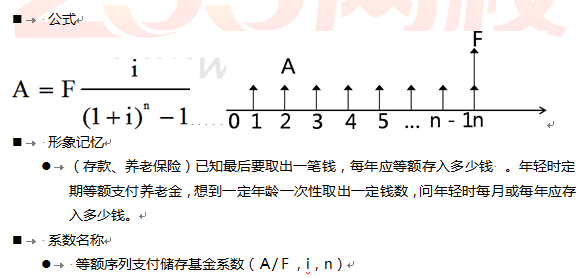 公式
A = F i / ((1+i)^n − 1)
F
A
0 1 2 3 4 5 ... n - 1n
形象记忆
（存款、养老保险）已知最后要取出一笔钱，每年应等额存入多少钱 。年轻时定
期等额支付养老金，想到一定年龄一次性取出一定钱数，问年轻时每月或每年应存
入多少钱。
系数名称
等额序列支付储存基金系数（A/F，i，n）